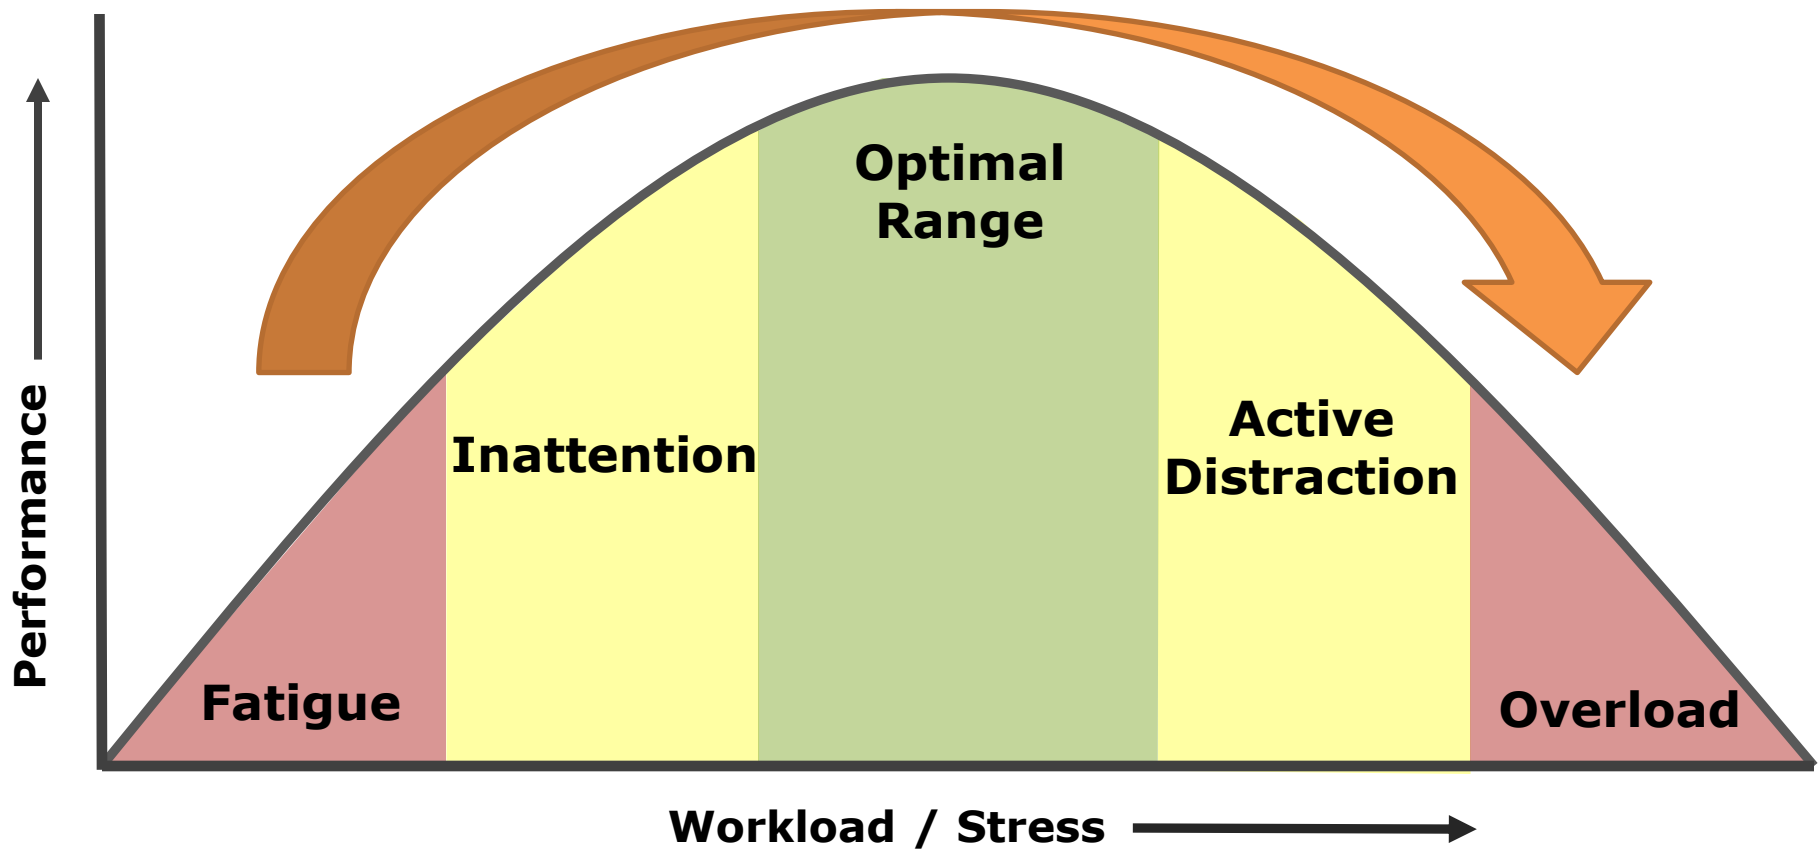 Performance
Optimal
Range
Inattention
Active
Distraction
Fatigue
Overload
Workload / Stress